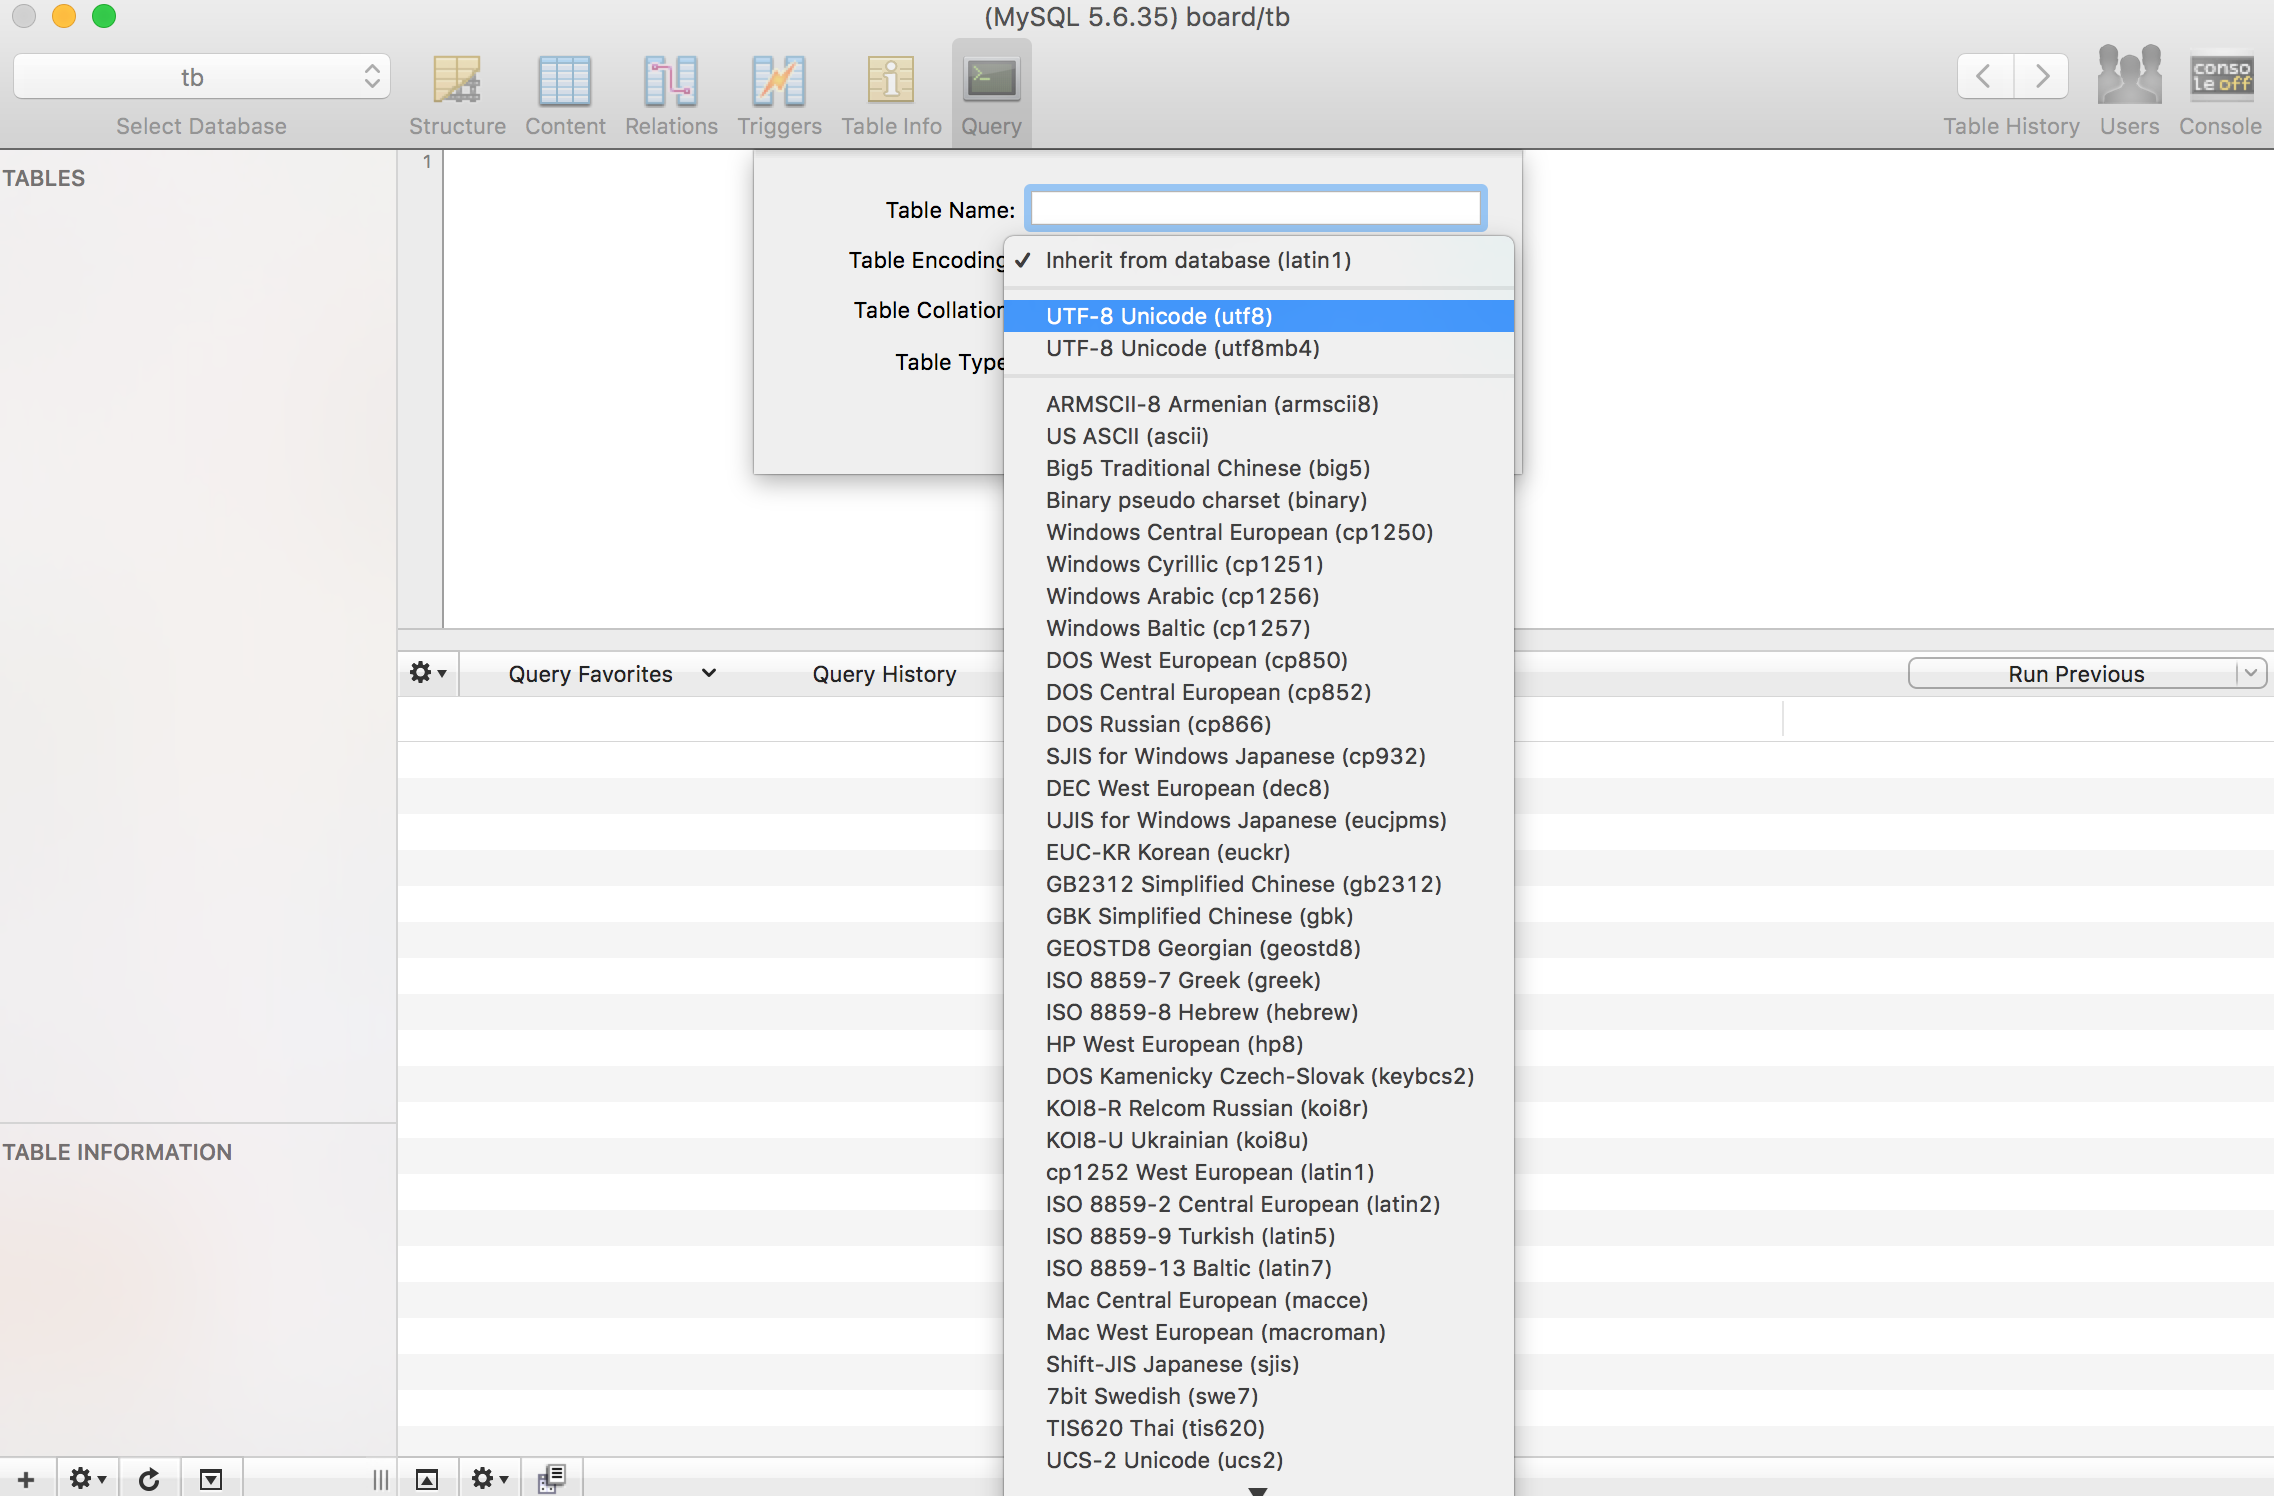 (MySQL 5.6.35) board/tb
tb
Select Database
Structure
Content
Relations
Triggers
Table Info
Query
Table History
Users
conso
leoff
Console
TABLES
1
Table Name:
Table Encoding
✓ Inherit from database (latin1)
Table Collation
UTF-8 Unicode (utf8)
UTF-8 Unicode (utf8mb4)
Table Type
ARMSCII-8 Armenian (armscii8)
US ASCII (ascii)
Big5 Traditional Chinese (big5)
Binary pseudo charset (binary)
Windows Central European (cp1250)
Windows Cyrillic (cp1251)
Windows Arabic (cp1256)
Windows Baltic (cp1257)
DOS West European (cp850)
DOS Central European (cp852)
DOS Russian (cp866)
SJIS for Windows Japanese (cp932)
DEC West European (dec8)
UJIS for Windows Japanese (eucjpms)
EUC-KR Korean (euckr)
GB2312 Simplified Chinese (gb2312)
GBK Simplified Chinese (gbk)
GEOSTD8 Georgian (geostd8)
ISO 8859-7 Greek (greek)
ISO 8859-8 Hebrew (hebrew)
HP West European (hp8)
DOS Kamenicky Czech-Slovak (keybcs2)
KOI8-R Relcom Russian (koi8r)
KOI8-U Ukrainian (koi8u)
cp1252 West European (latin1)
ISO 8859-2 Central European (latin2)
ISO 8859-9 Turkish (latin5)
ISO 8859-13 Baltic (latin7)
Mac Central European (macce)
Mac West European (macroman)
Shift-JIS Japanese (sjis)
7bit Swedish (swe7)
TIS620 Thai (tis620)
UCS-2 Unicode (ucs2)
Query Favorites
Query History
Run Previous
TABLE INFORMATION